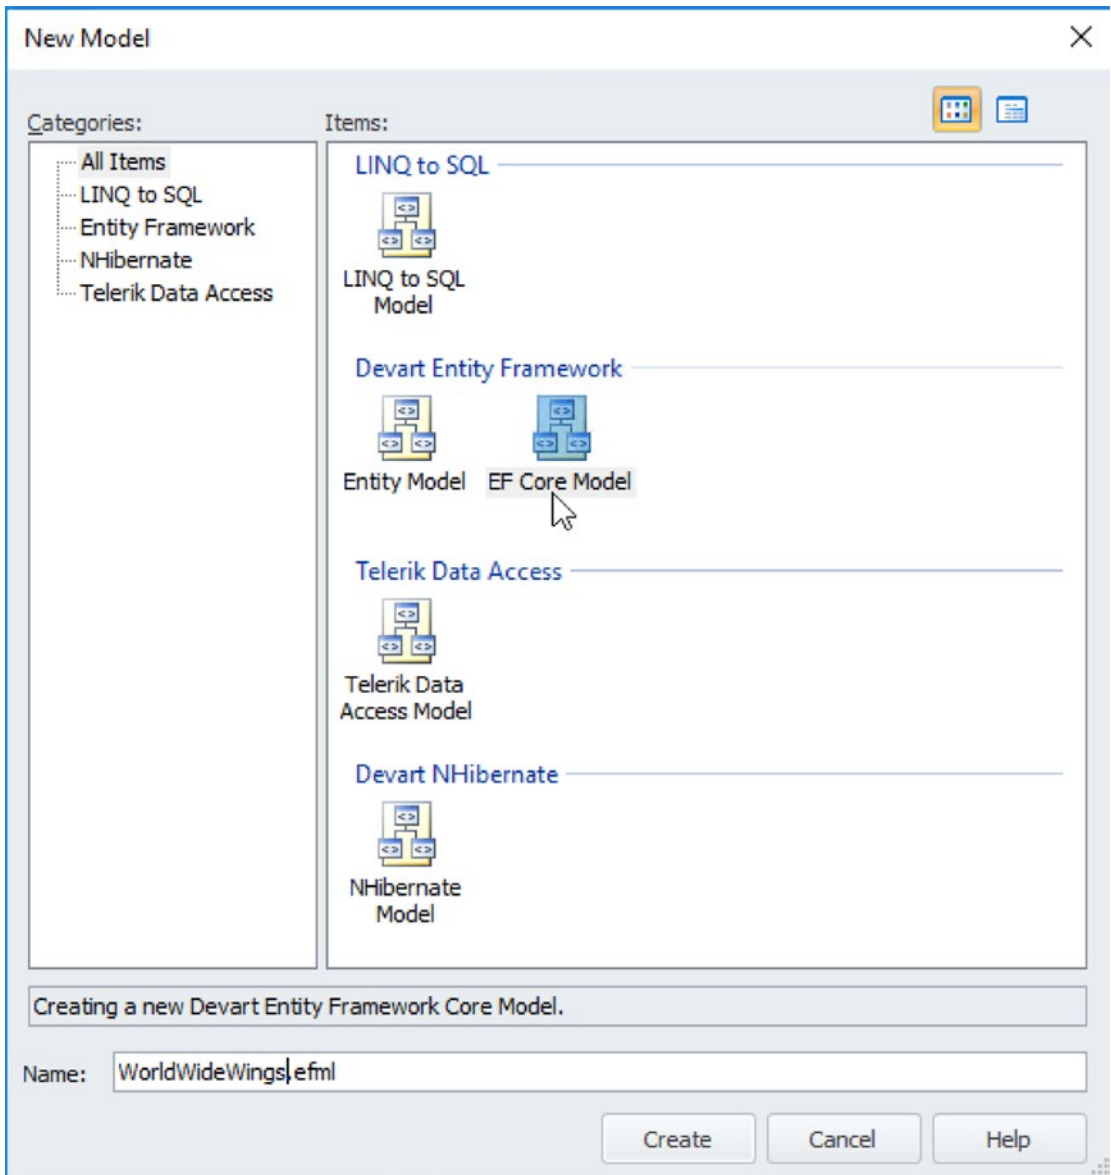 New Model
Categories:
Items:
All Items
LINQ to SQL
Entity Framework
NHibernate
Telerik Data Access
LINQ to SQL
LINQ to SQL
Model
Devart Entity Framework
Entity Model
EF Core Model
Telerik Data Access
Telerik Data
Access Model
Devart NHibernate
NHibernate
Model
Creating a new Devart Entity Framework Core Model.
Name:
WorldWideWings.efml
Create
Cancel
Help